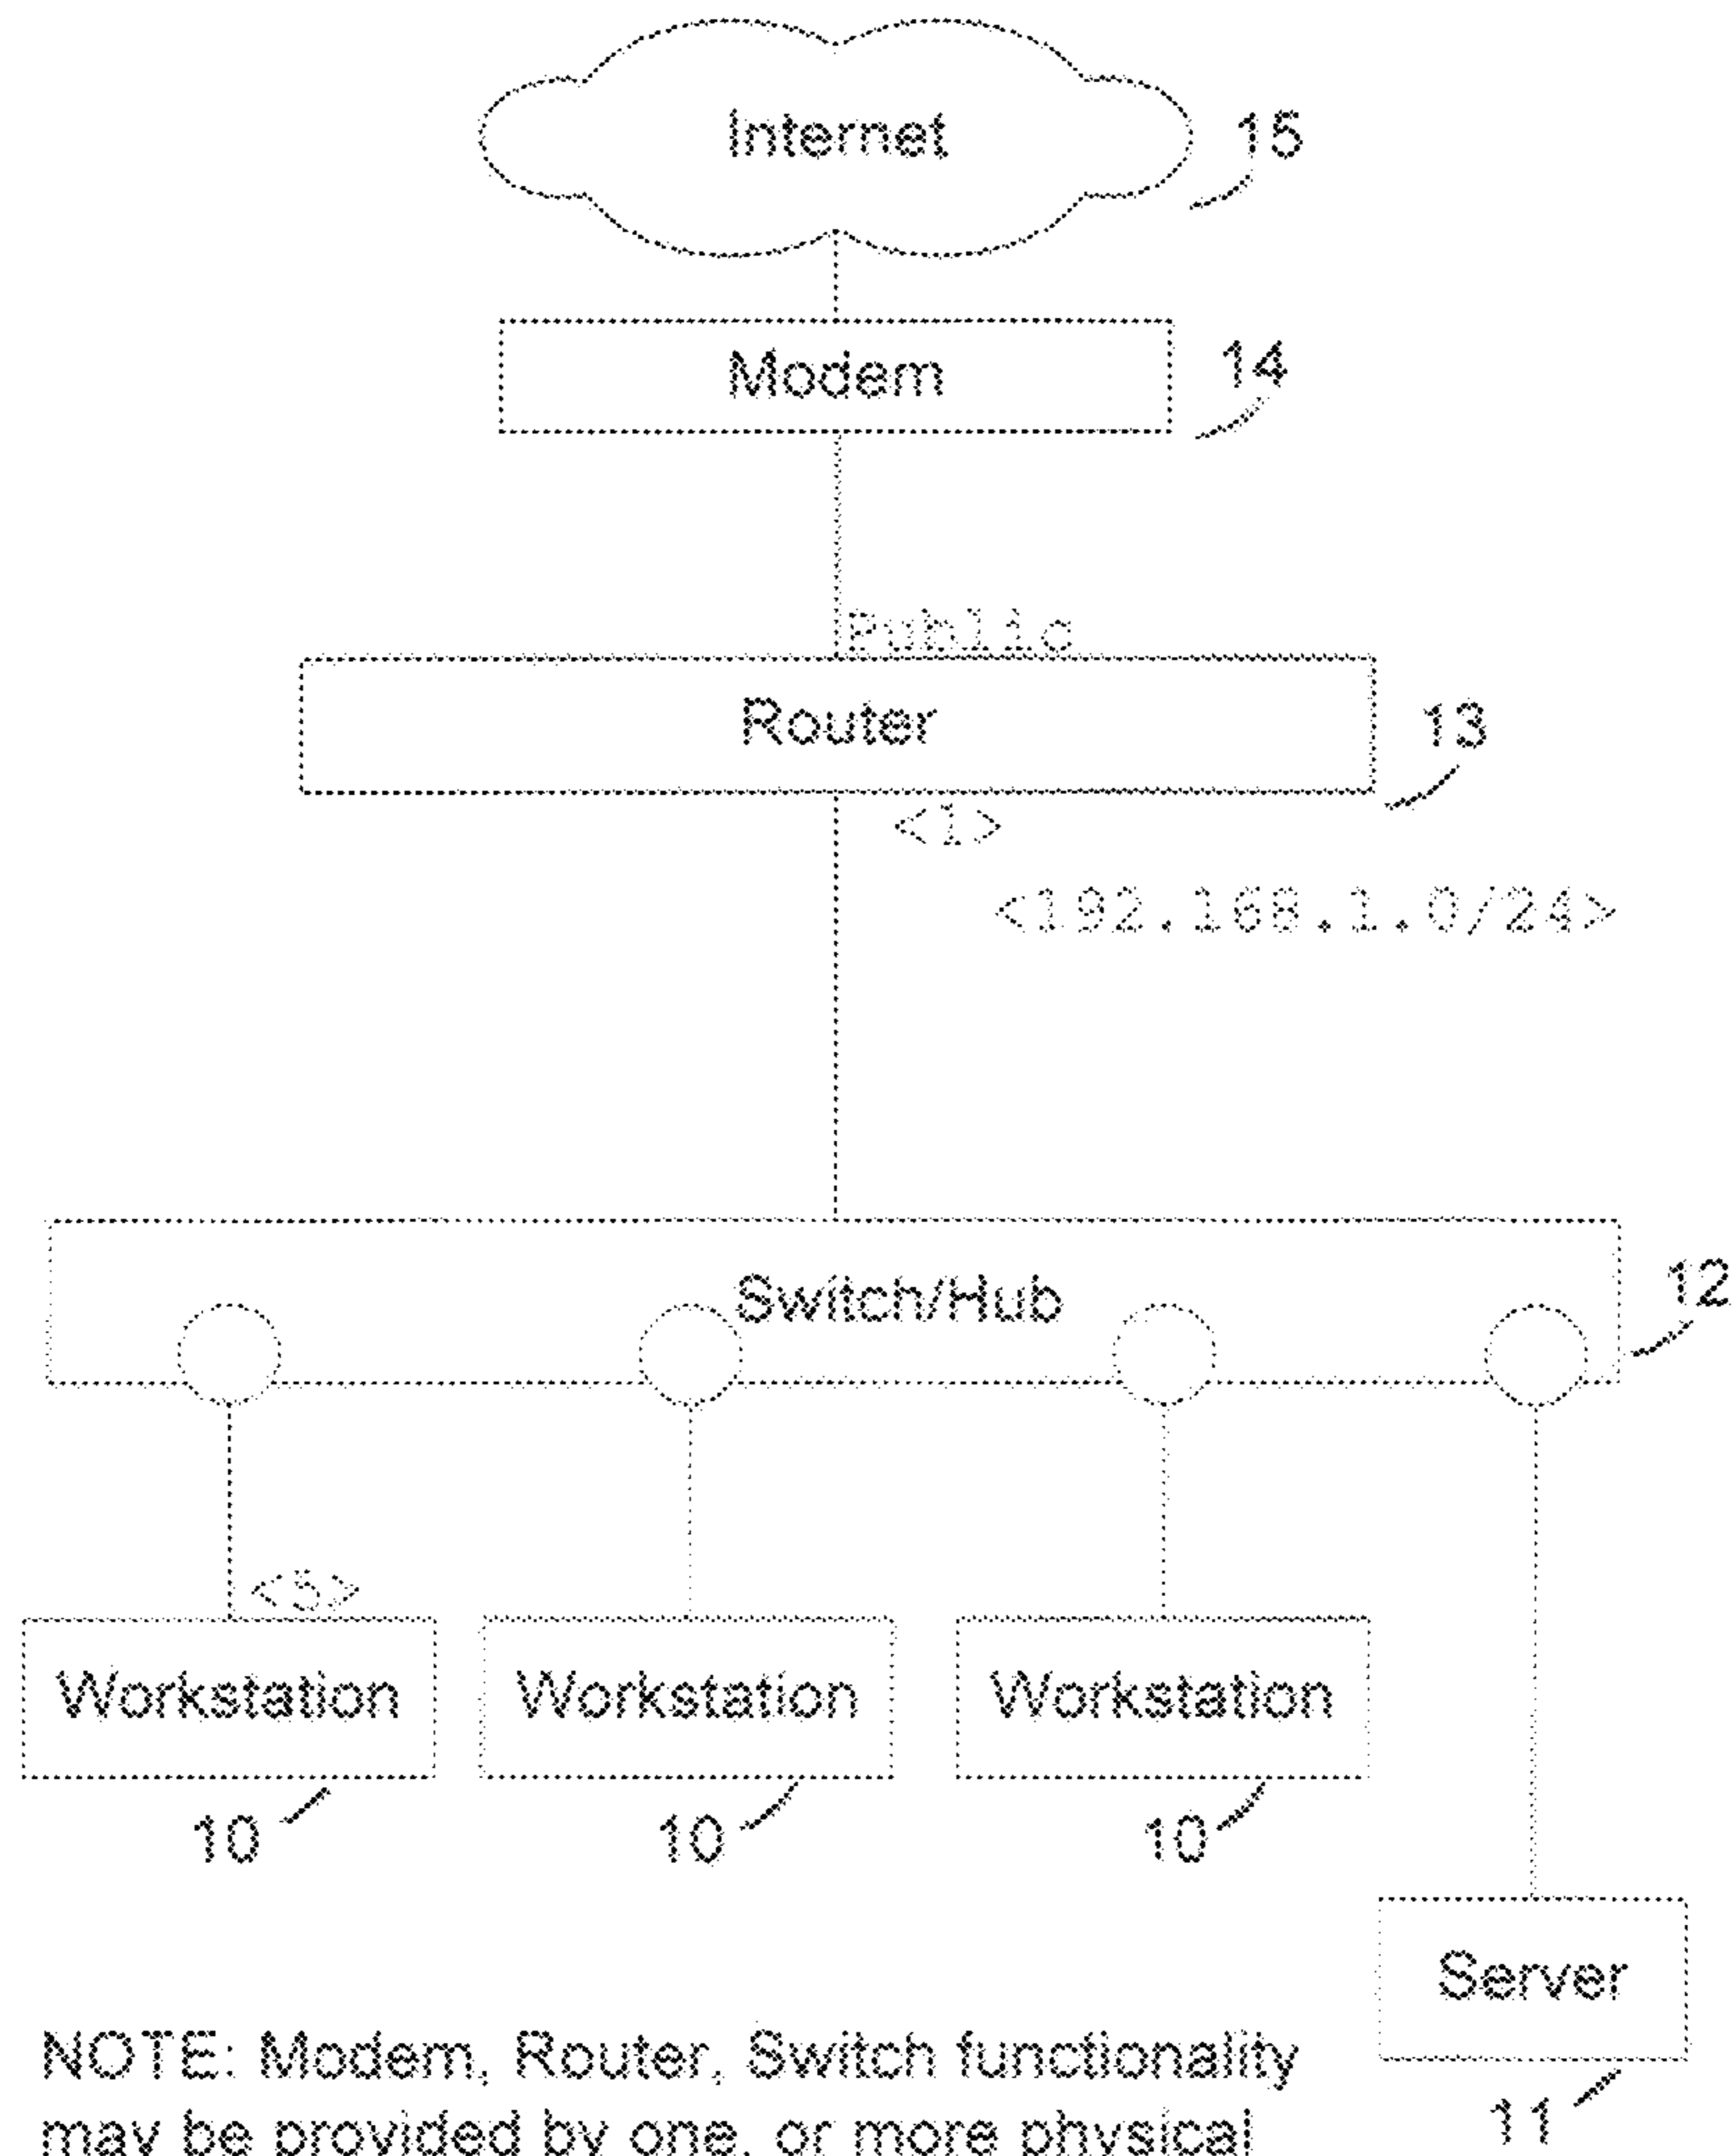 Internet
15
Modem
14
Public
Router
13
<1>
<192.168.1.0/24>
Switch/Hub
12
<5>
Workstation
Workstation
Workstation
10
10
10
Server
11
NOTE: Modem, Router, Switch functionality
may be provided by one, or more physical